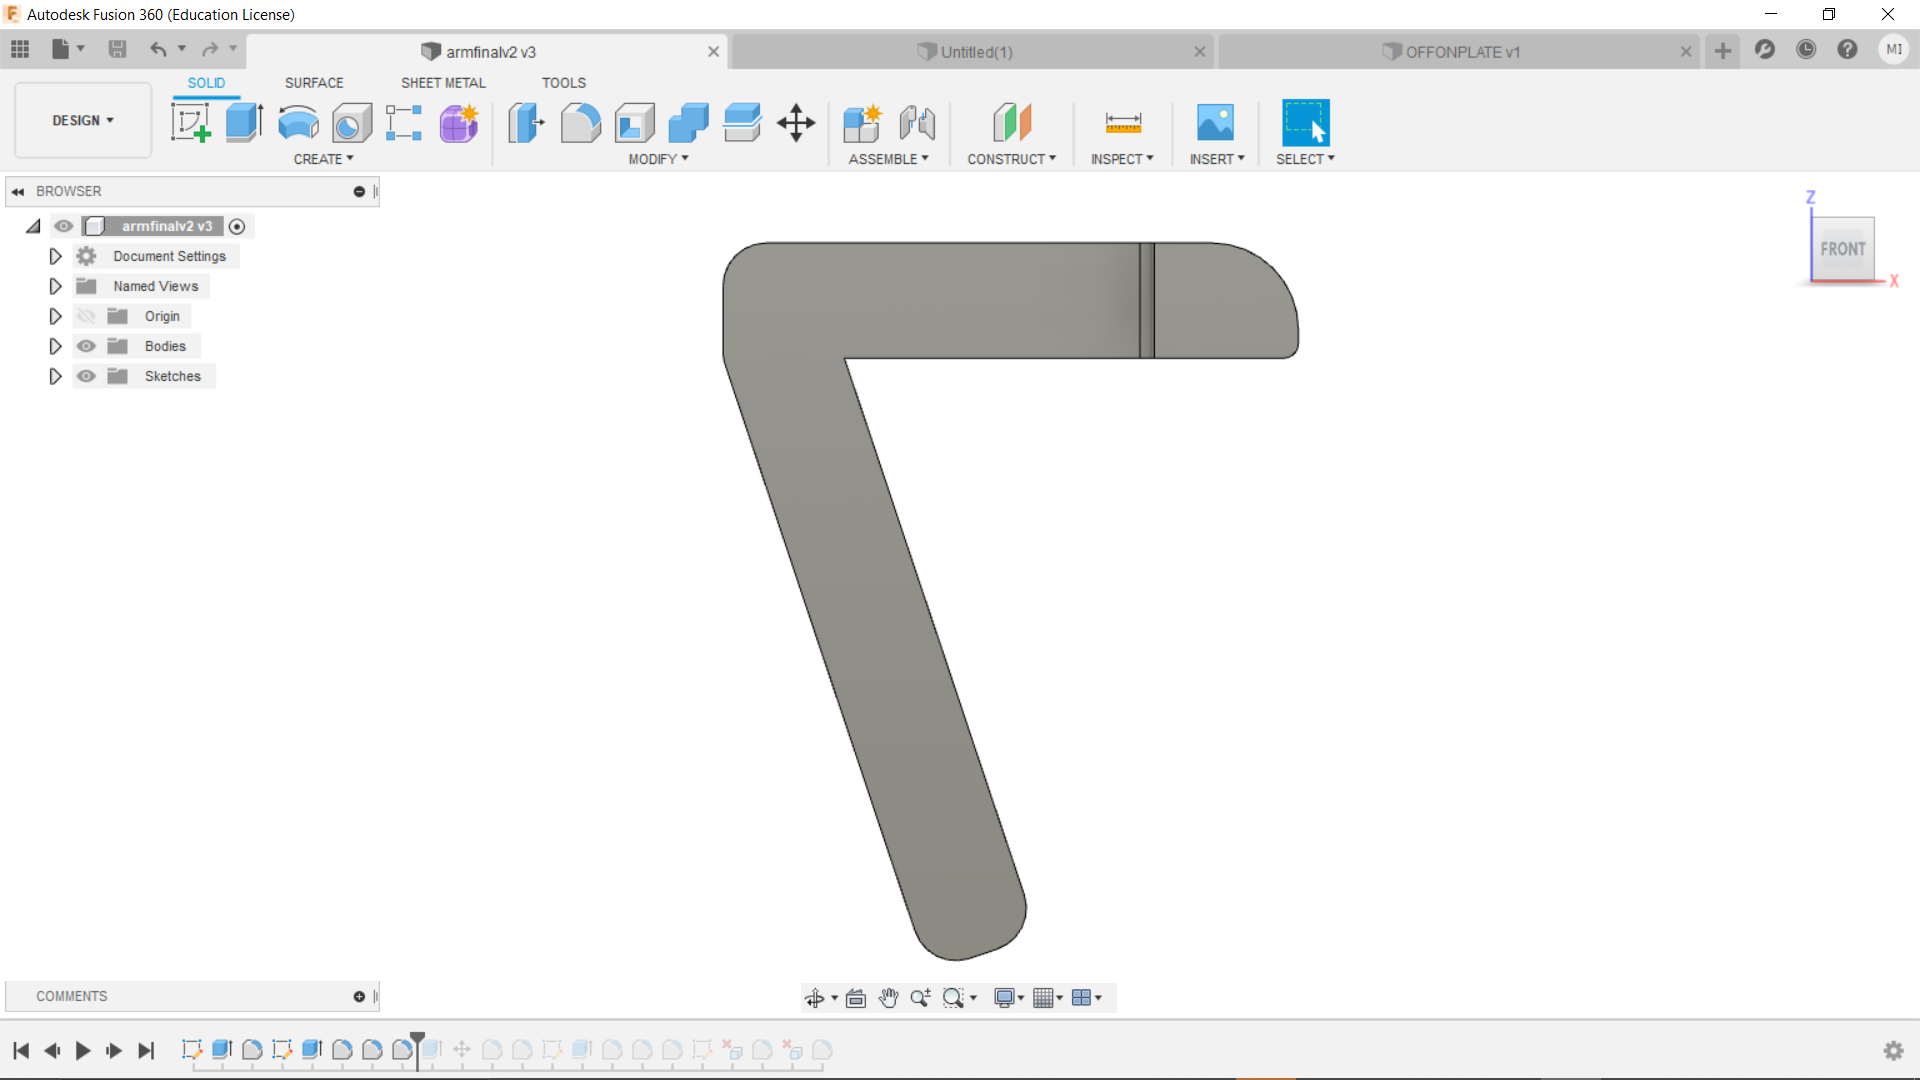 Autodesk Fusion 360 (Education License)
armfinalv2 v3
Untitled(1)
OFFONPLATE v1
MI
SOLID
SURFACE
SHEET METAL
TOOLS
DESIGN
CREATE
MODIFY
ASSEMBLE
CONSTRUCT
INSPECT
INSERT
SELECT
BROWSER
armfinalv2 v3
Document Settings
Named Views
Origin
Bodies
Sketches
Z
FRONT
X
COMMENTS